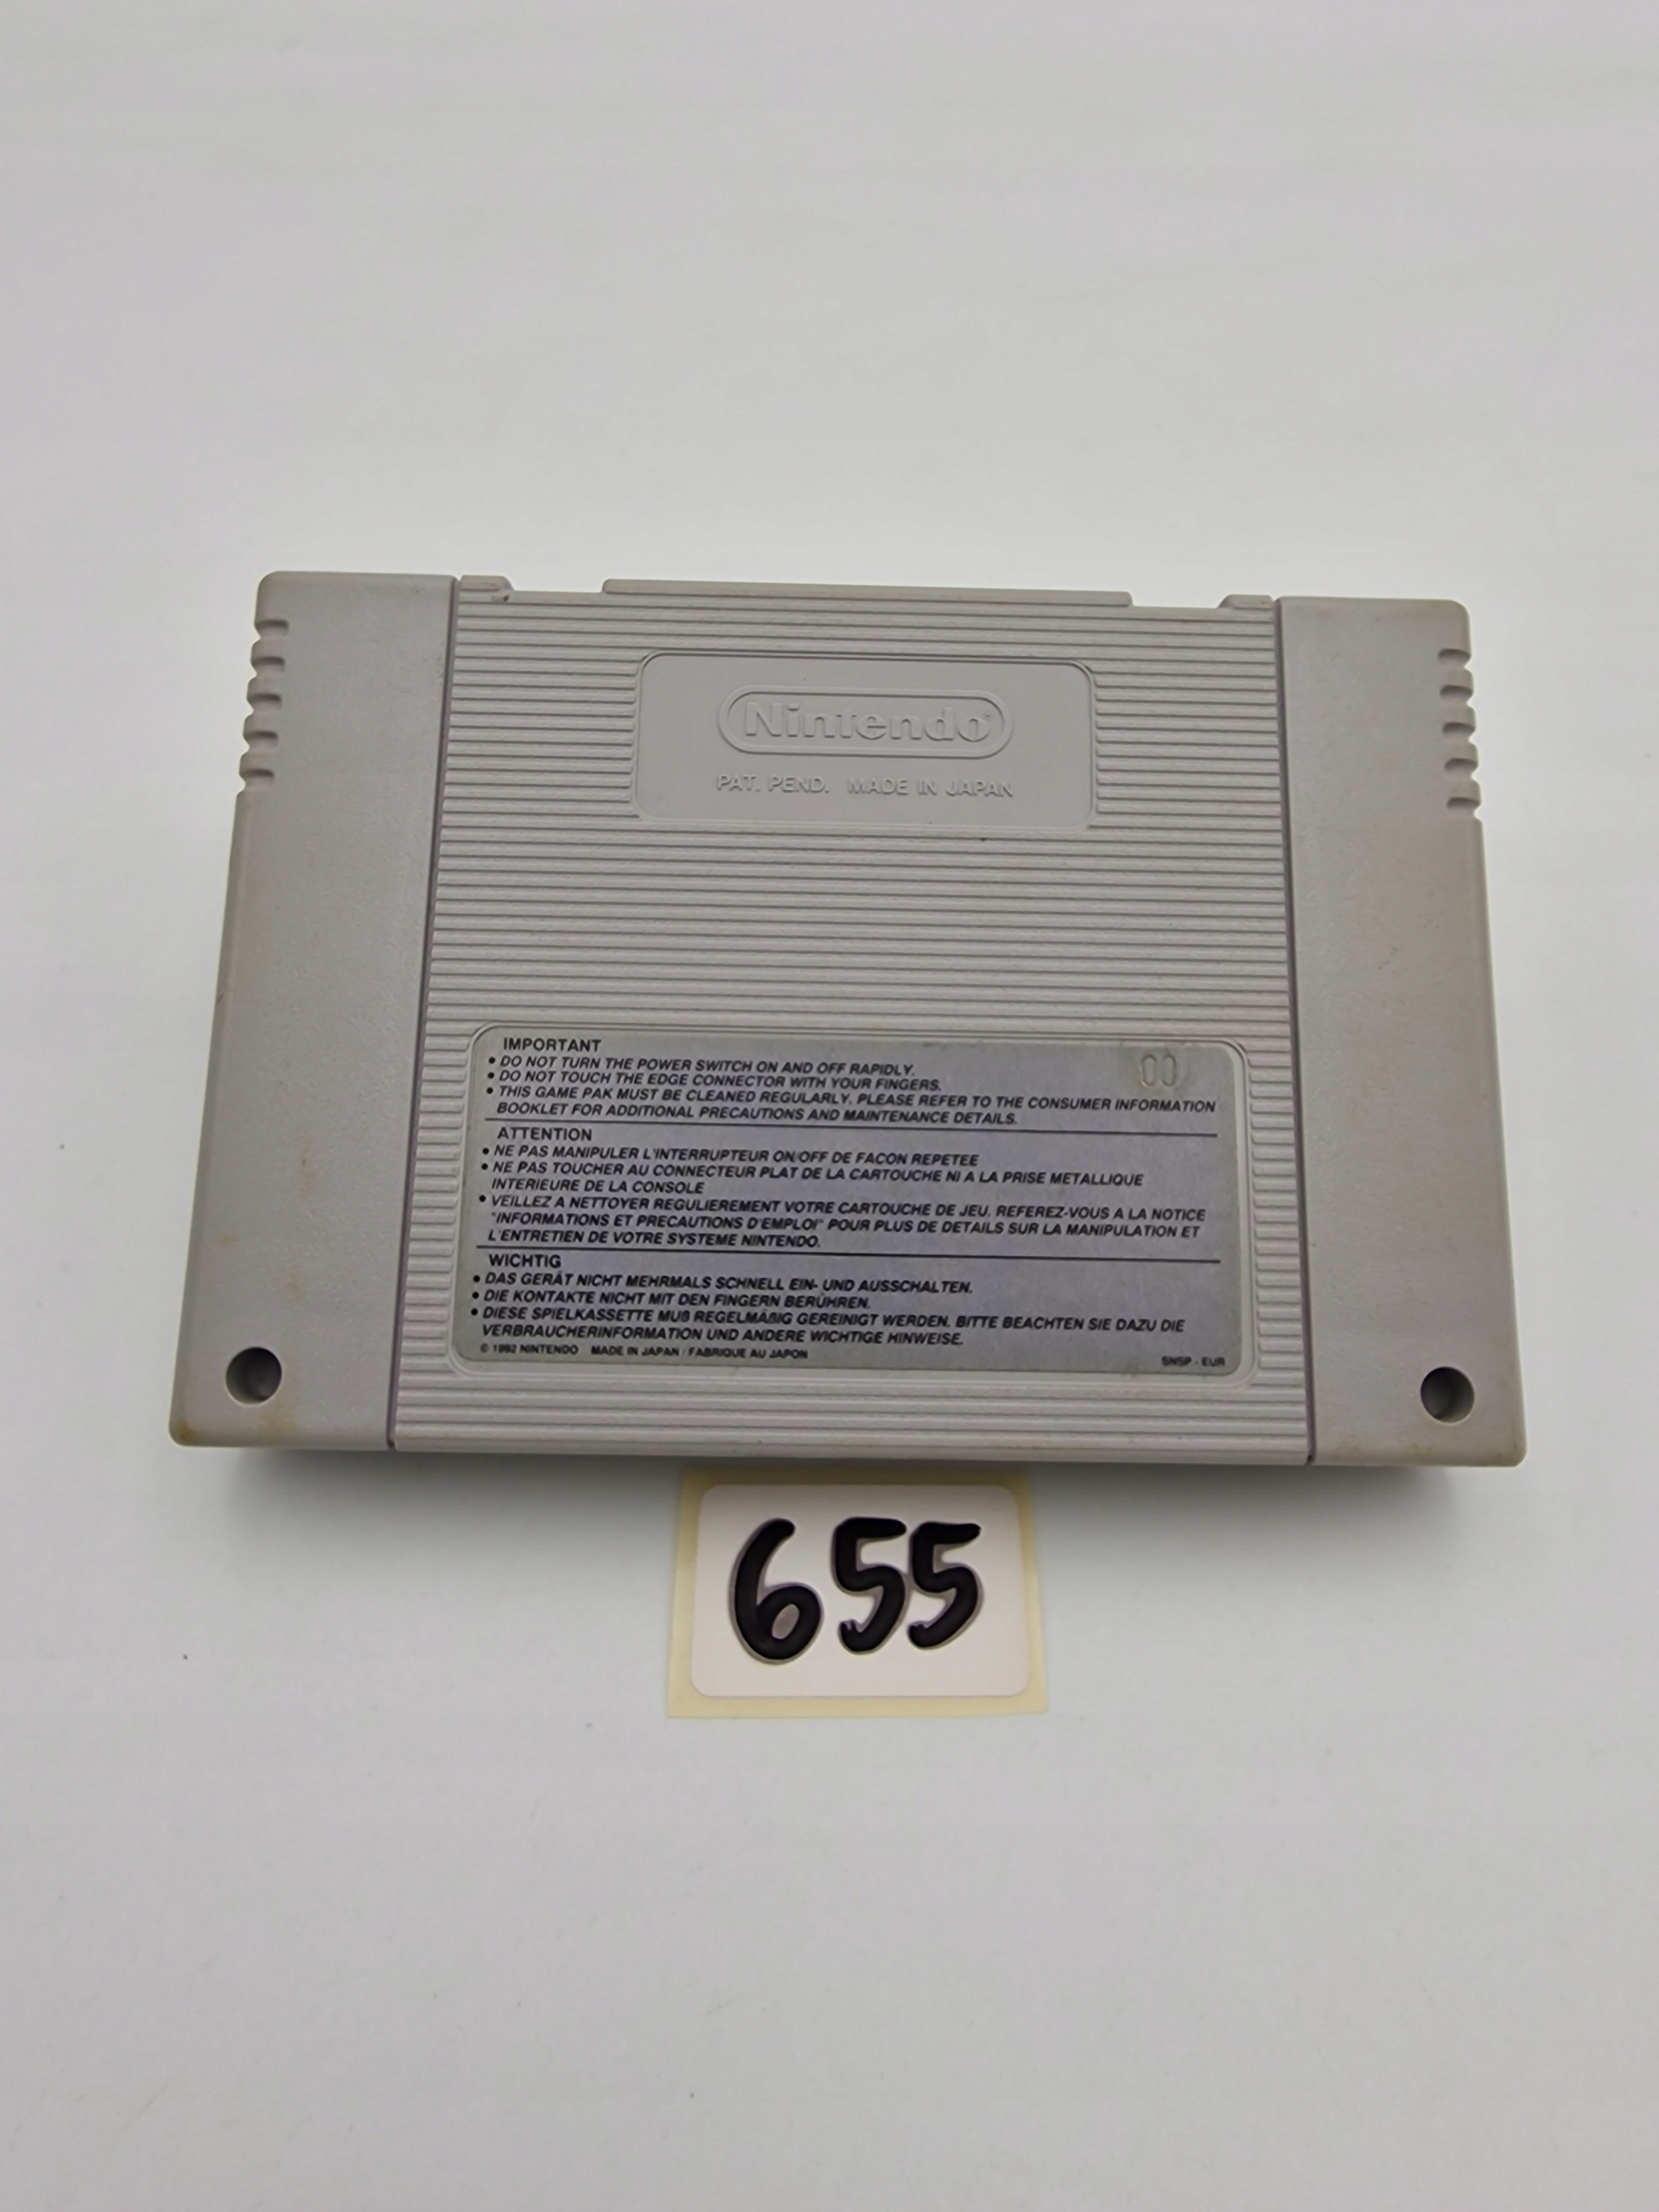 Nintendo®
PAT. PEND. MADE IN JAPAN
00
IMPORTANT
• DO NOT TURN THE POWER SWITCH ON AND OFF RAPIDLY.
• DO NOT TOUCH THE EDGE CONNECTOR WITH YOUR FINGERS.
• THIS GAME PAK MUST BE CLEANED REGULARLY. PLEASE REFER TO THE CONSUMER INFORMATION
BOOKLET FOR ADDITIONAL PRECAUTIONS AND MAINTENANCE DETAILS.
ATTENTION
• NE PAS MANIPULER L'INTERRUPTEUR ON/OFF DE FACON REPETEE
• NE PAS TOUCHER AU CONNECTEUR PLAT DE LA CARTOUCHE NI A LA PRISE METALLIQUE
INTERIEURE DE LA CONSOLE
• VEILLEZ A NETTOYER REGULIEREMENT VOTRE CARTOUCHE DE JEU. REFEREZ-VOUS A LA NOTICE
"INFORMATIONS ET PRECAUTIONS D'EMPLOI" POUR PLUS DE DETAILS SUR LA MANIPULATION ET
L'ENTRETIEN DE VOTRE SYSTEME NINTENDO.
WICHTIG
• DAS GERÄT NICHT MEHRMALS SCHNELL EIN- UND AUSSCHALTEN.
• DIE KONTAKTE NICHT MIT DEN FINGERN BERÜHREN.
• DIESE SPIELKASSETTE MUß REGELMÄßIG GEREINIGT WERDEN. BITTE BEACHTEN SIE DAZU DIE
VERBRAUCHERINFORMATION UND ANDERE WICHTIGE HINWEISE.
© 1992 NINTENDO MADE IN JAPAN / FABRIQUE AU JAPON
SNSP - EUR
655